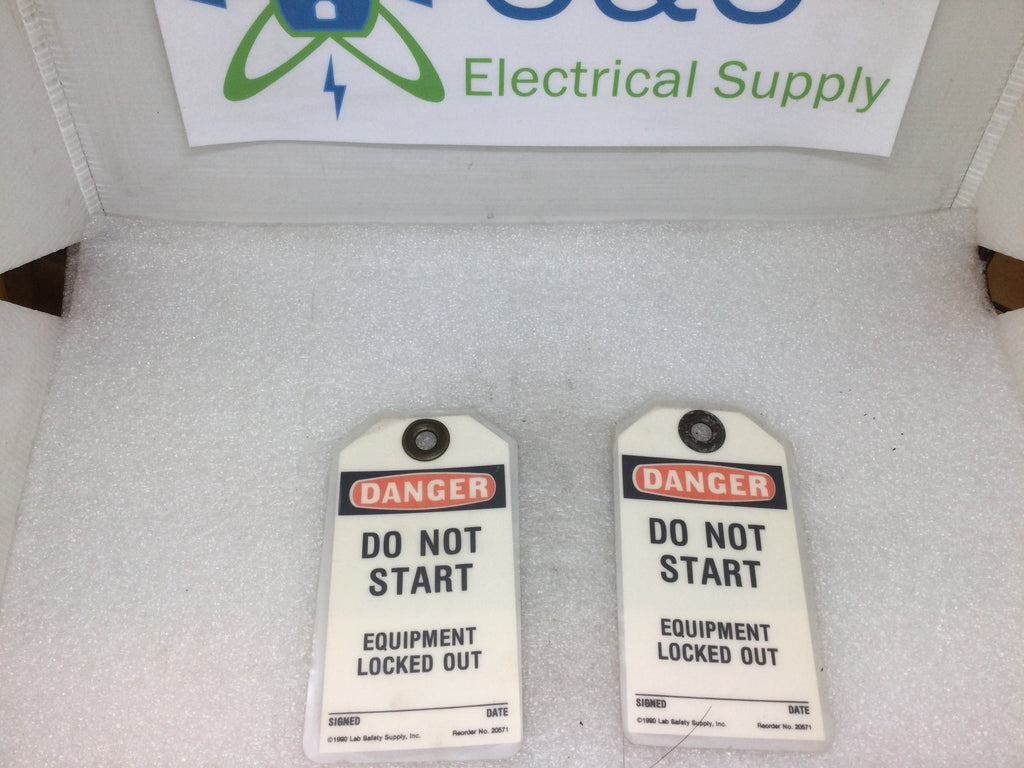 Electrical Supply
DANGER
DO NOT
START
EQUIPMENT
LOCKED OUT
SIGNED DATE
©1990 Lab Safety Supply, Inc. Reorder No. 20571
DANGER
DO NOT
START
EQUIPMENT
LOCKED OUT
SIGNED DATE
©1990 Lab Safety Supply, Inc. Reorder No. 20571